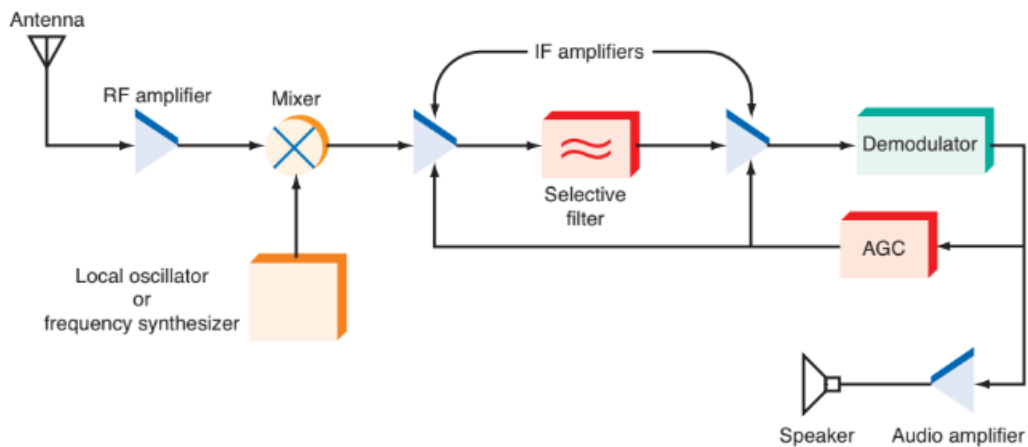 Antenna
RF amplifier
Mixer
IF amplifiers
Demodulator
Selective
filter
AGC
Local oscillator
or
frequency synthesizer
Speaker
Audio amplifier